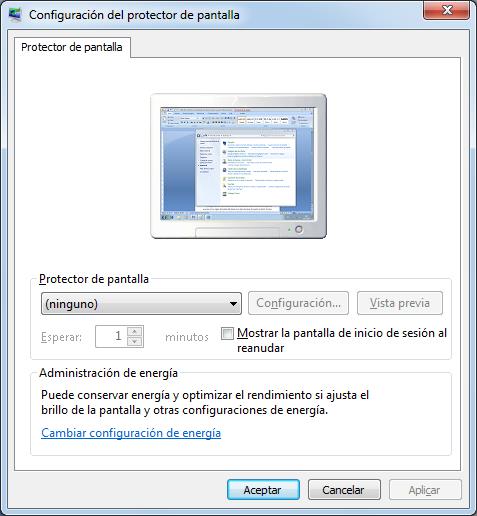 Configuración del protector de pantalla
Protector de pantalla
Protector de pantalla
(ninguno)
Configuración...
Vista previa
Esperar:
1
minutos
Mostrar la pantalla de inicio de sesión al
reanudar
Administración de energía
Puede conservar energía y optimizar el rendimiento si ajusta el
brillo de la pantalla y otras configuraciones de energía.
Cambiar configuración de energía
Aceptar
Cancelar
Aplicar